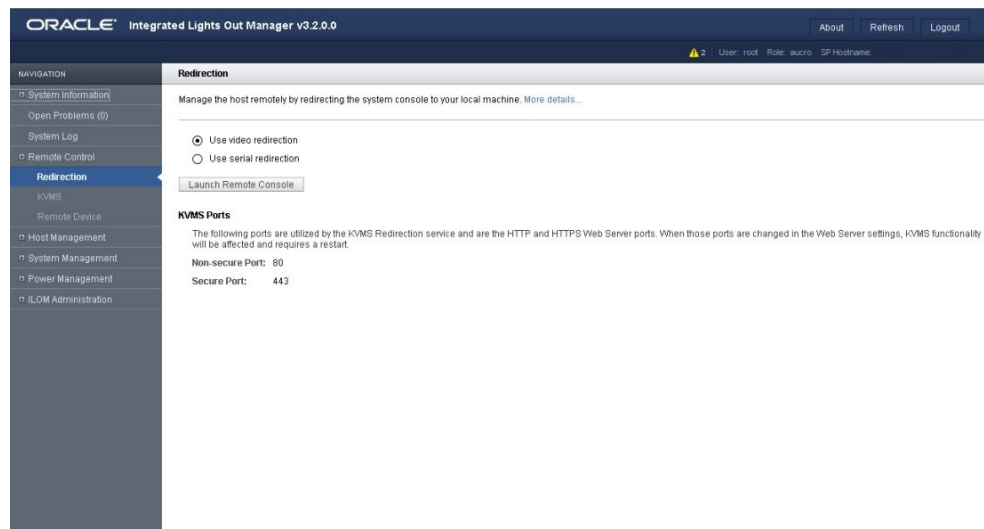 ORACLE® Integrated Lights Out Manager v3.2.0.0
About Refresh Logout
2 User: root Role: aucro SP Hostname:
NAVIGATION
System Information
Open Problems (0)
System Log
Remote Control
Redirection
KVMS
Remote Device
Host Management
System Management
Power Management
ILOM Administration
Redirection
Manage the host remotely by redirecting the system console to your local machine. More details...
Use video redirection
Use serial redirection
Launch Remote Console
KVMS Ports
The following ports are utilized by the KVMS Redirection service and are the HTTP and HTTPS Web Server ports. When those ports are changed in the Web Server settings, KVMS functionality
will be affected and requires a restart.
Non-secure Port: 80
Secure Port: 443